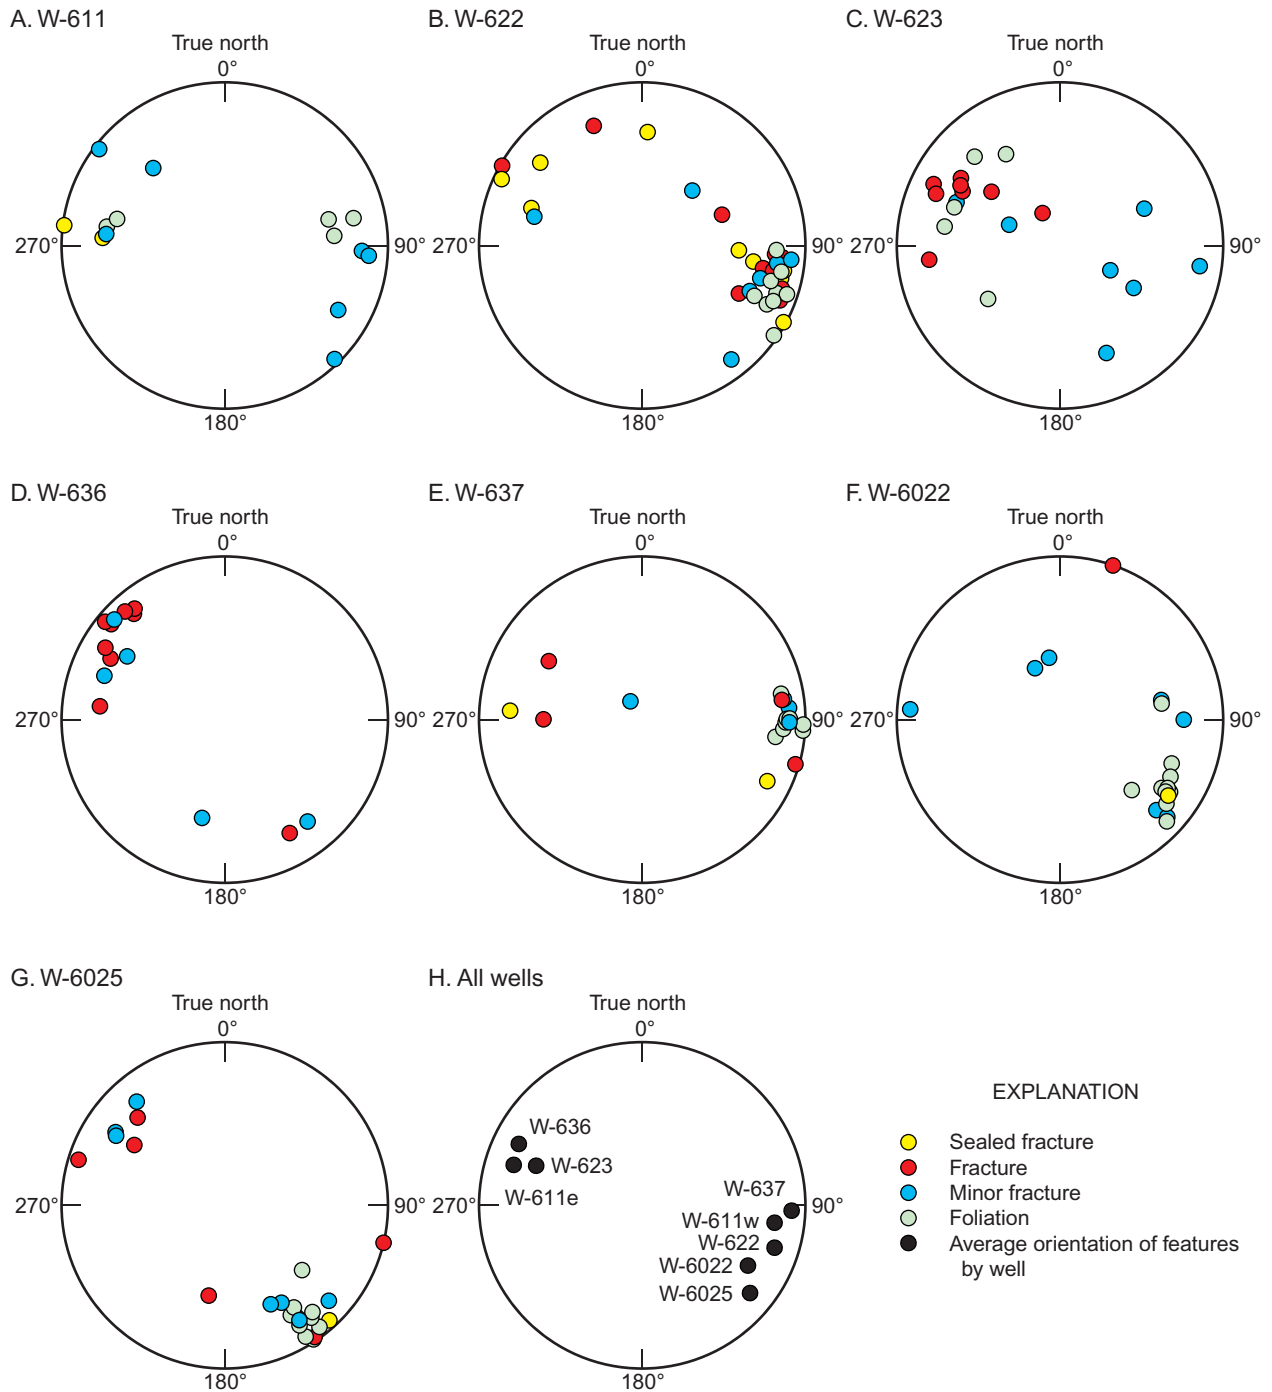 A. W-611
True north
0°
270°
90°
180°
B. W-622
True north
0°
270°
90°
180°
C. W-623
True north
0°
270°
90°
180°
D. W-636
True north
0°
270°
90°
180°
E. W-637
True north
0°
270°
90°
180°
F. W-6022
True north
0°
270°
90°
180°
G. W-6025
True north
0°
270°
90°
180°
H. All wells
True north
0°
W-636
W-623
W-611e
270°
W-637
90°
W-611w
W-622
W-6022
W-6025
180°
EXPLANATION
Sealed fracture
Fracture
Minor fracture
Foliation
Average orientation of features
by well